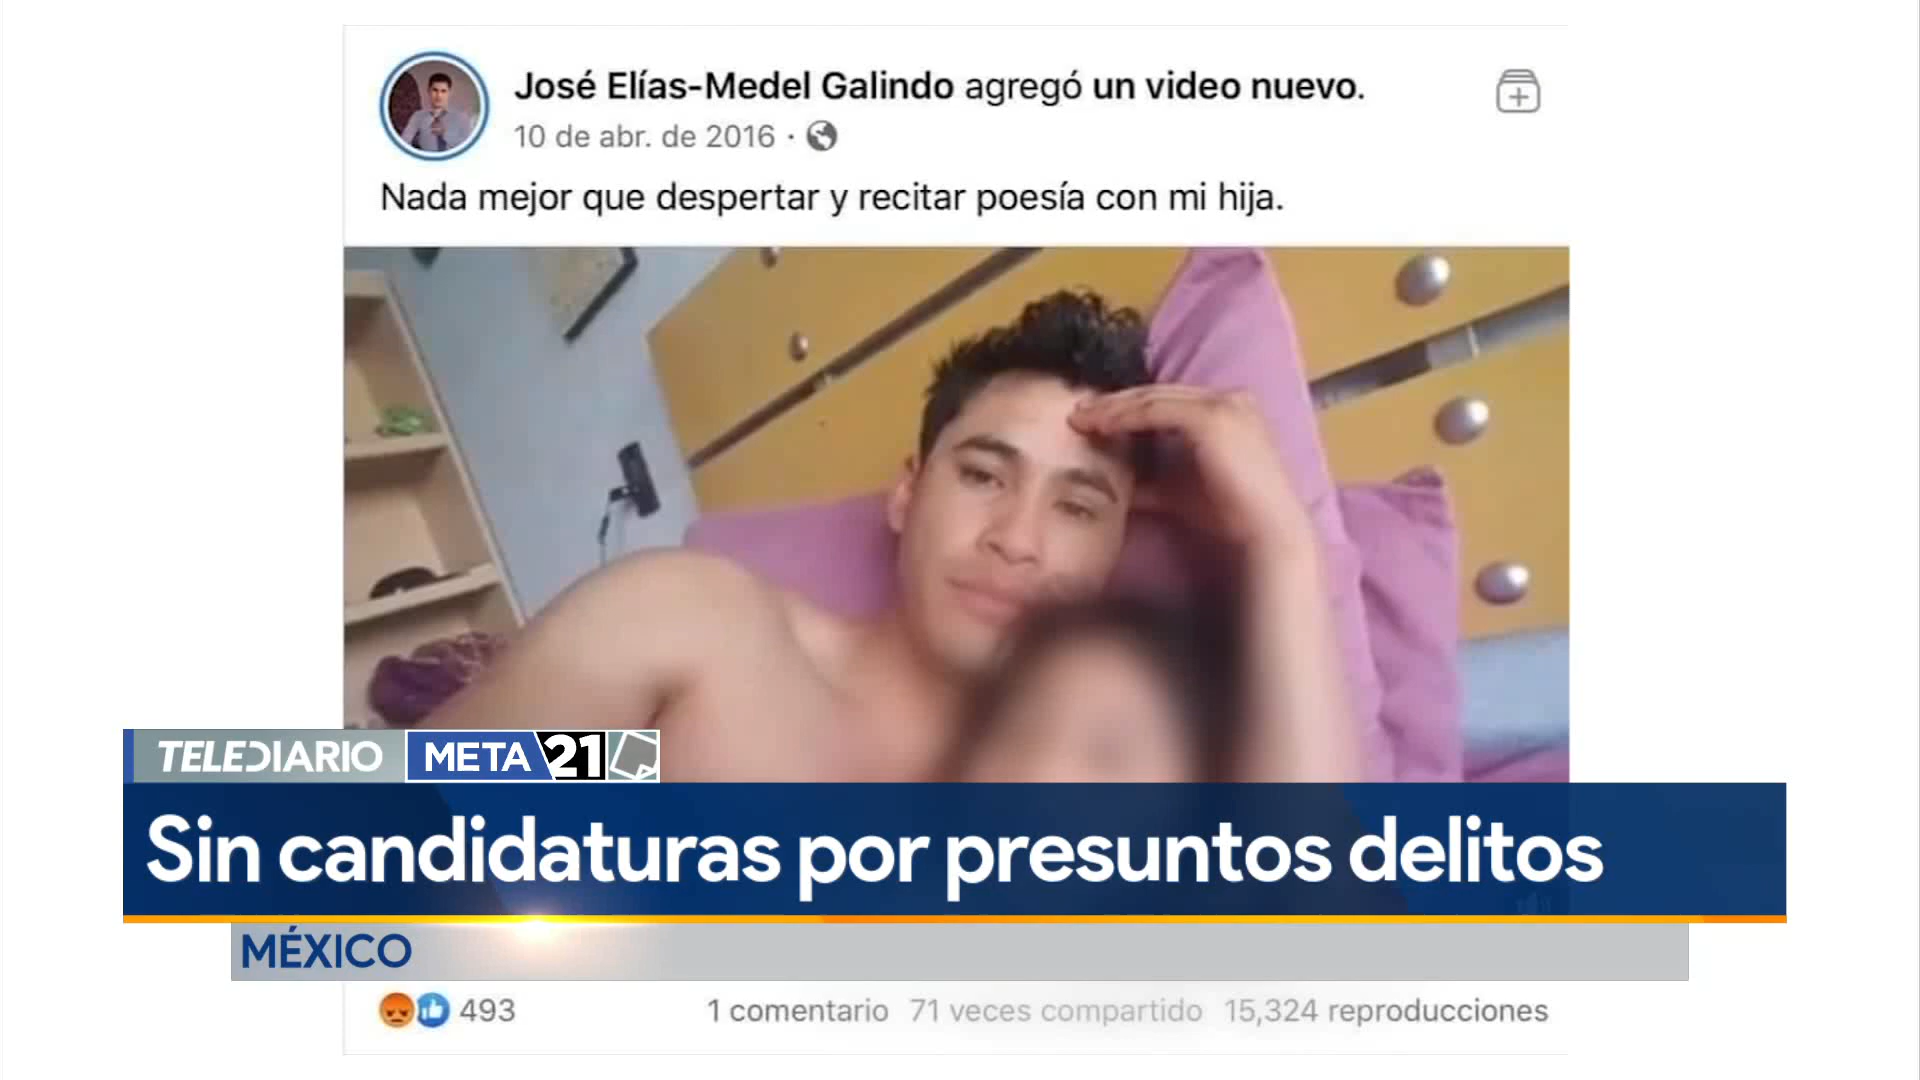 José Elías-Medel Galindo agregó un video nuevo.
10 de abr. de 2016 ·
Nada mejor que despertar y recitar poesía con mi hija.
TELEDIARIO META 21
Sin candidaturas por presuntos delitos
MÉXICO
493 1 comentario 71 veces compartido 15,324 reproducciones